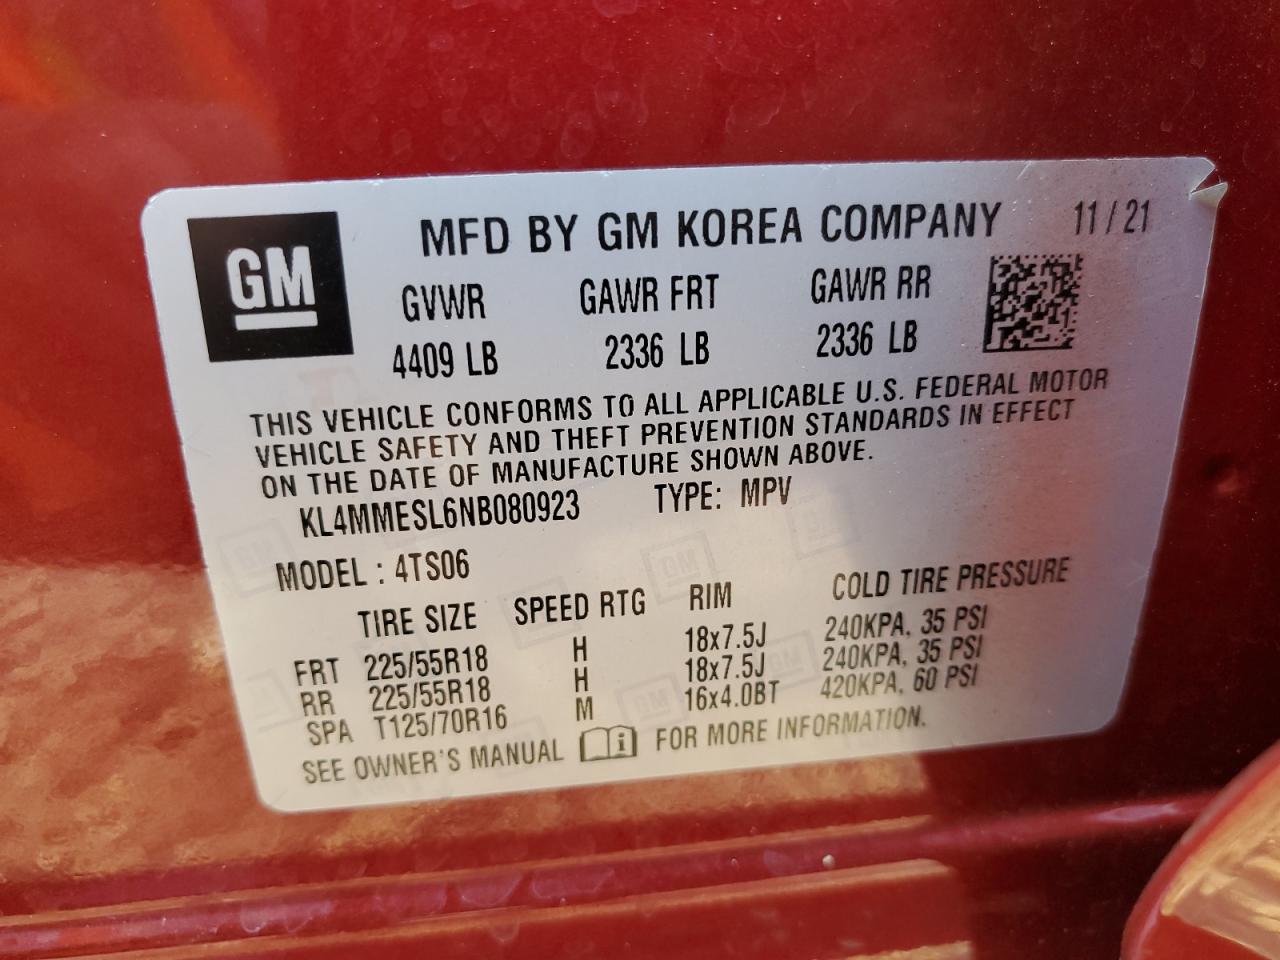 GM MFD BY GM KOREA COMPANY 11 / 21
GVWR GAWR FRT GAWR RR
4409 LB 2336 LB 2336 LB
THIS VEHICLE CONFORMS TO ALL APPLICABLE U.S. FEDERAL MOTOR
VEHICLE SAFETY AND THEFT PREVENTION STANDARDS IN EFFECT
ON THE DATE OF MANUFACTURE SHOWN ABOVE.
KL4MMESL6NB080923 TYPE: MPV
MODEL : 4TS06
TIRE SIZE SPEED RTG RIM COLD TIRE PRESSURE
FRT 225/55R18 H 18x7.5J 240KPA, 35 PSI
RR 225/55R18 H 18x7.5J 240KPA, 35 PSI
SPA T125/70R16 M 16x4.0BT 420KPA, 60 PSI
SEE OWNER'S MANUAL i FOR MORE INFORMATION.